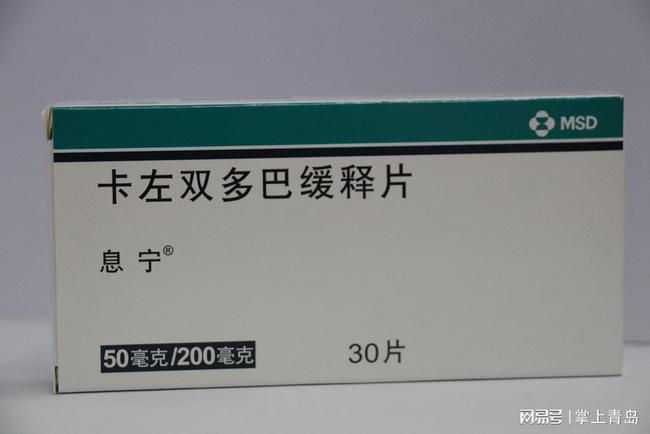 MSD
卡左双多巴缓释片
息宁®
50毫克/200毫克
30片
网易号 | 掌上青岛